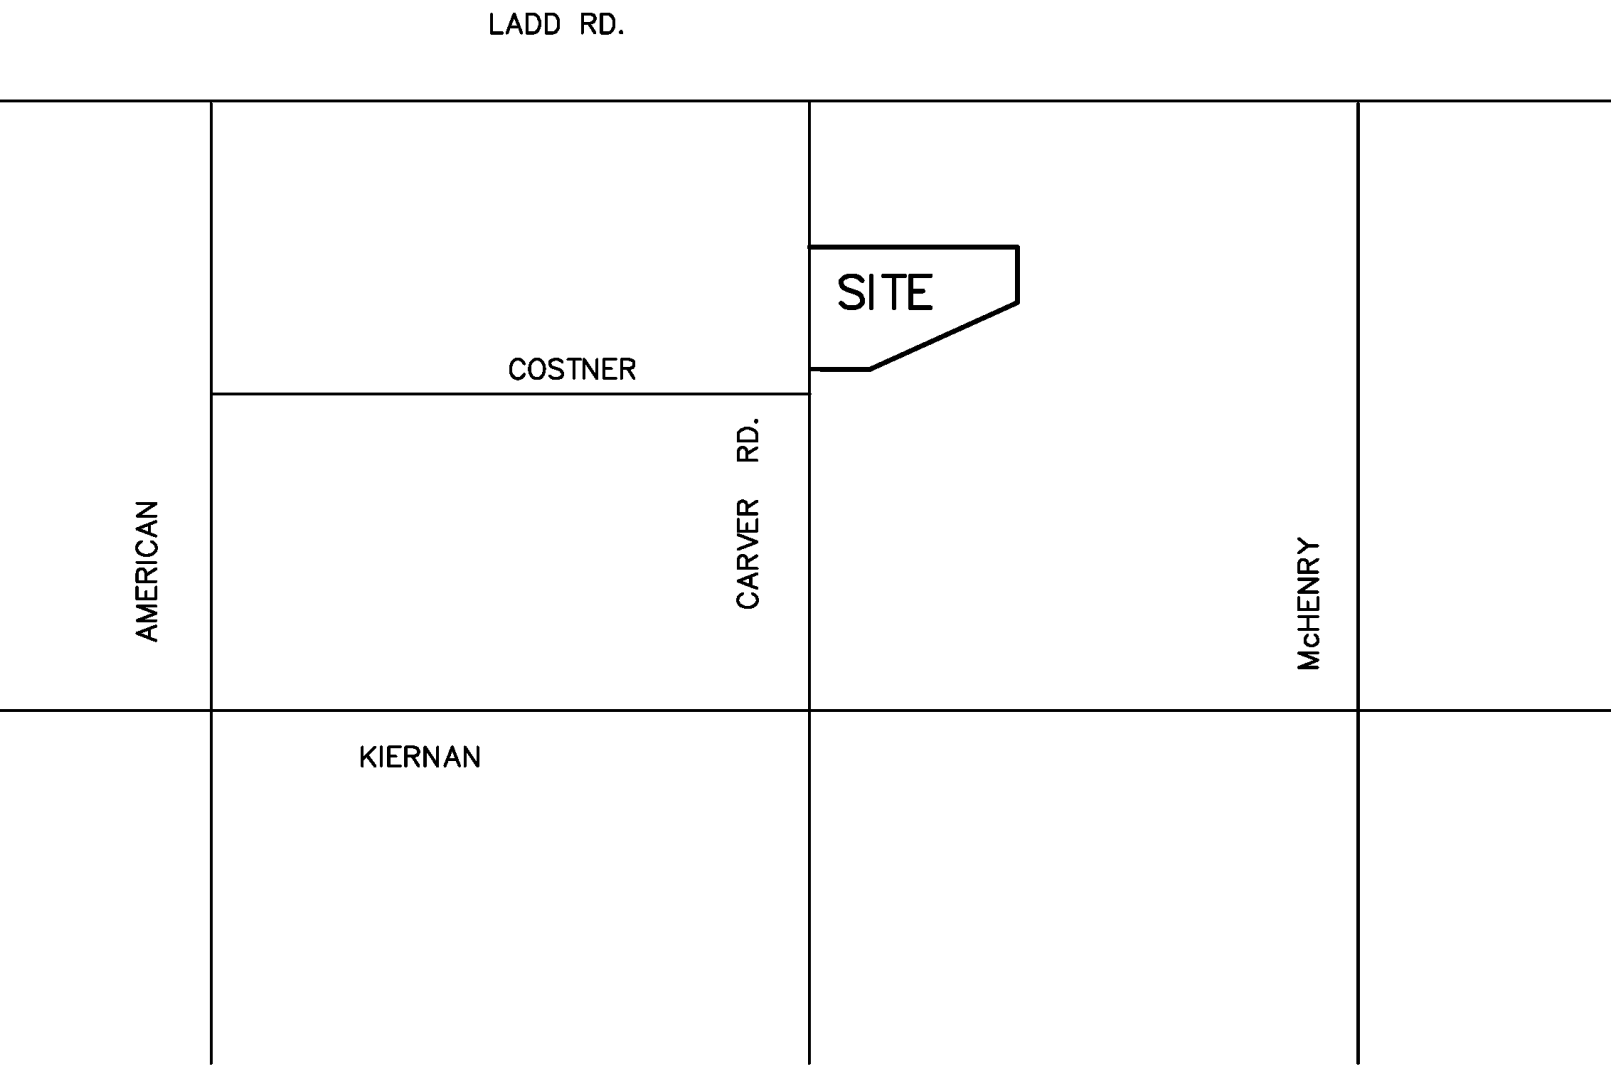 LADD RD.
SITE
COSTNER
CARVER RD.
AMERICAN
McHENRY
KIERNAN